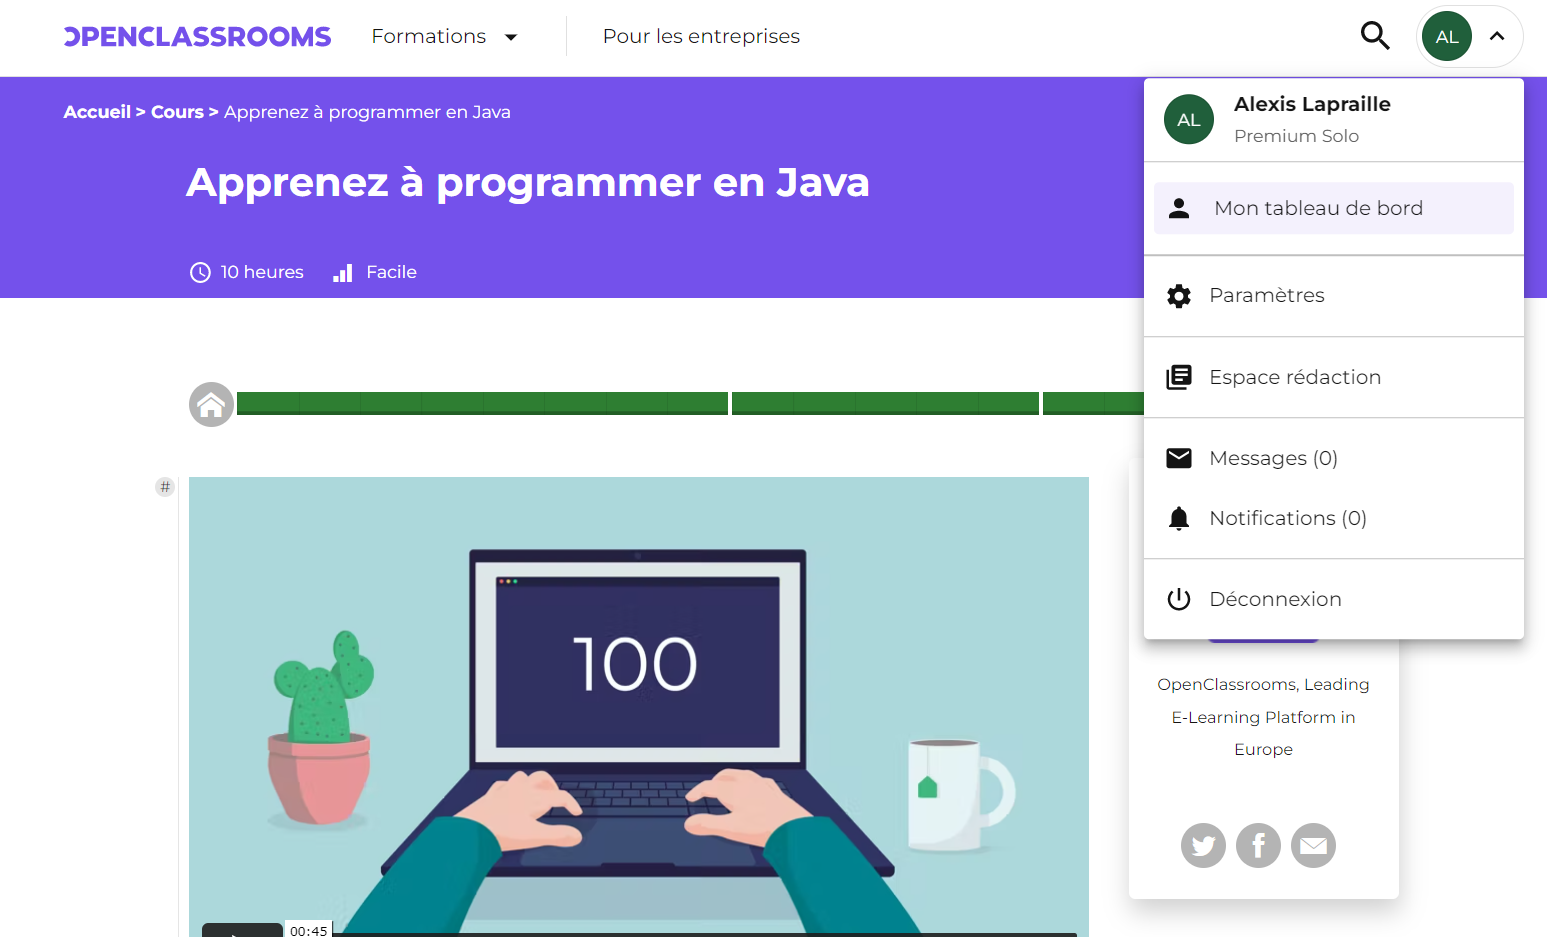 OPENCLASSROOMS
Formations
Pour les entreprises
AL
Accueil > Cours > Apprenez à programmer en Java
Apprenez à programmer en Java
10 heures
Facile
AL
Alexis Lapraille
Premium Solo
Mon tableau de bord
Paramètres
Espace rédaction
Messages (0)
Notifications (0)
Déconnexion
#
100
00:45
OpenClassrooms, Leading
E-Learning Platform in
Europe